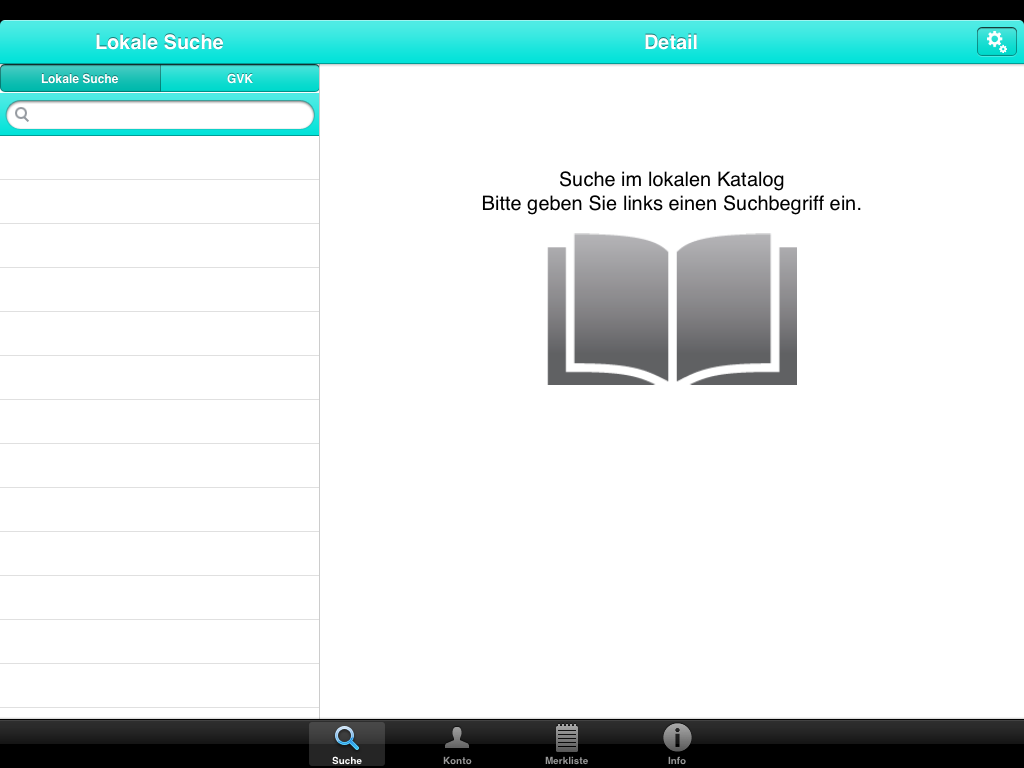 Lokale Suche
Detail
Lokale Suche
GVK
Suche im lokalen Katalog
Bitte geben Sie links einen Suchbegriff ein.
Suche
Konto
Merkliste
Info